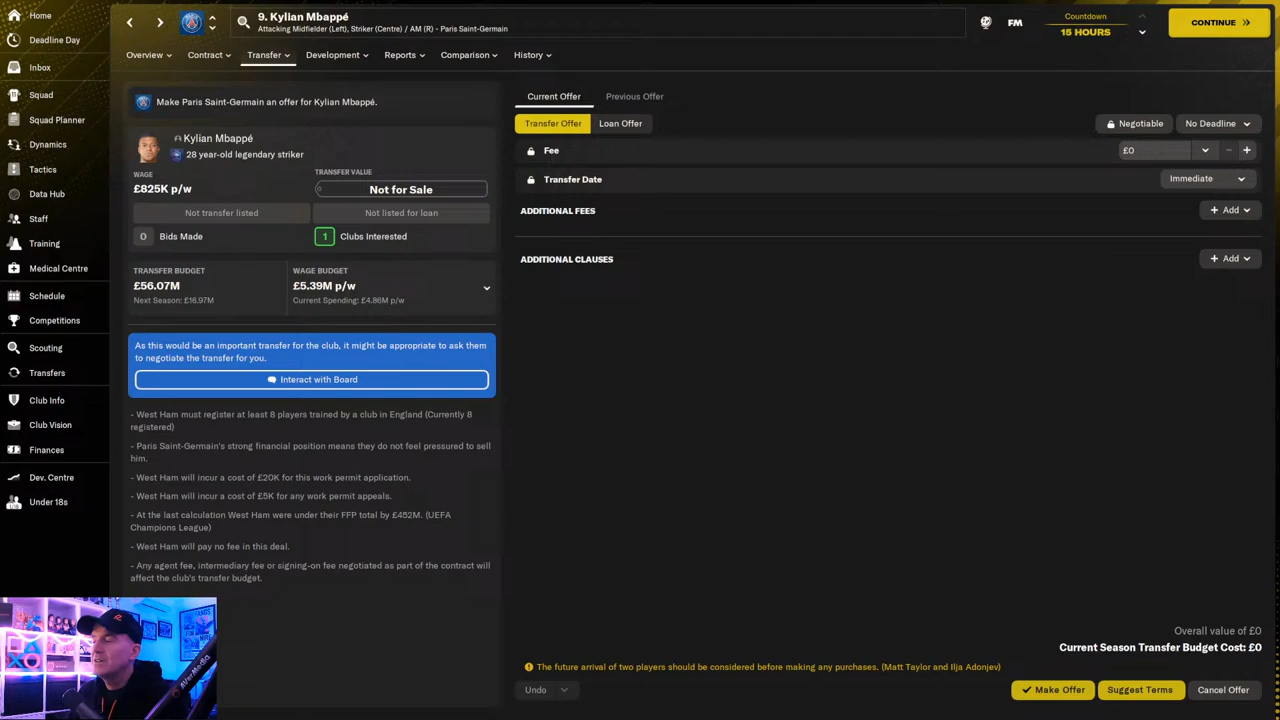 Home
Deadline Day
Inbox
Squad
Squad Planner
Dynamics
Tactics
Data Hub
Staff
Training
Medical Centre
Schedule
Competitions
Scouting
Transfers
Club Info
Club Vision
Finances
Dev. Centre
Under 18s
9. Kylian Mbappé
Attacking Midfielder (Left), Striker (Centre) / AM (R) - Paris Saint-Germain
FM
Countdown
15 HOURS
CONTINUE
Overview
Contract
Transfer
Development
Reports
Comparison
History
Make Paris Saint-Germain an offer for Kylian Mbappé.
Kylian Mbappé
28 year-old legendary striker
WAGE
£825K p/w
TRANSFER VALUE
Not for Sale
Not transfer listed
Not listed for loan
0 Bids Made
1 Clubs Interested
TRANSFER BUDGET
£56.07M
Next Season: £16.97M
WAGE BUDGET
£5.39M p/w
Current Spending: £4.86M p/w
As this would be an important transfer for the club, it might be appropriate to ask them
to negotiate the transfer for you.
Interact with Board
- West Ham must register at least 8 players trained by a club in England (Currently 8
registered)
- Paris Saint-Germain's strong financial position means they do not feel pressured to sell
him.
- West Ham will incur a cost of £20K for this work permit application.
- West Ham will incur a cost of £5K for any work permit appeals.
- At the last calculation West Ham were under their FFP total by £452M. (UEFA
Champions League)
- West Ham will pay no fee in this deal.
- Any agent fee, intermediary fee or signing-on fee negotiated as part of the contract will
affect the club's transfer budget.
Current Offer
Previous Offer
Transfer Offer
Loan Offer
Negotiable
No Deadline
Fee
£0
Transfer Date
Immediate
ADDITIONAL FEES
+ Add
ADDITIONAL CLAUSES
+ Add
Overall value of £0
Current Season Transfer Budget Cost: £0
The future arrival of two players should be considered before making any purchases. (Matt Taylor and Ilja Adonjev)
Undo
Make Offer
Suggest Terms
Cancel Offer